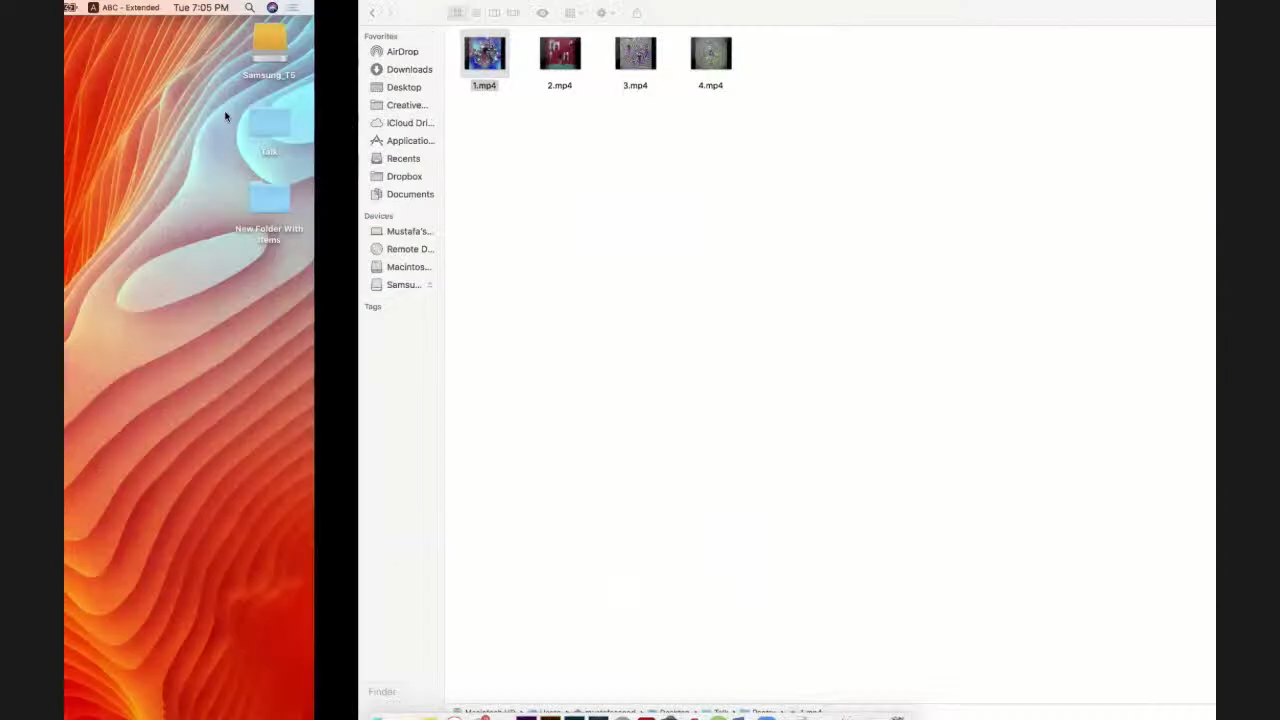 ABC - Extended Tue 7:05 PM
Samsung_T5
Talk
New Folder With
Items
Favorites
AirDrop
Downloads
Desktop
Creative...
iCloud Dri...
Applicatio...
Recents
Dropbox
Documents
Devices
Mustafa's...
Remote D...
Macintos...
Samsu...
Tags
1.mp4
2.mp4
3.mp4
4.mp4
Finder